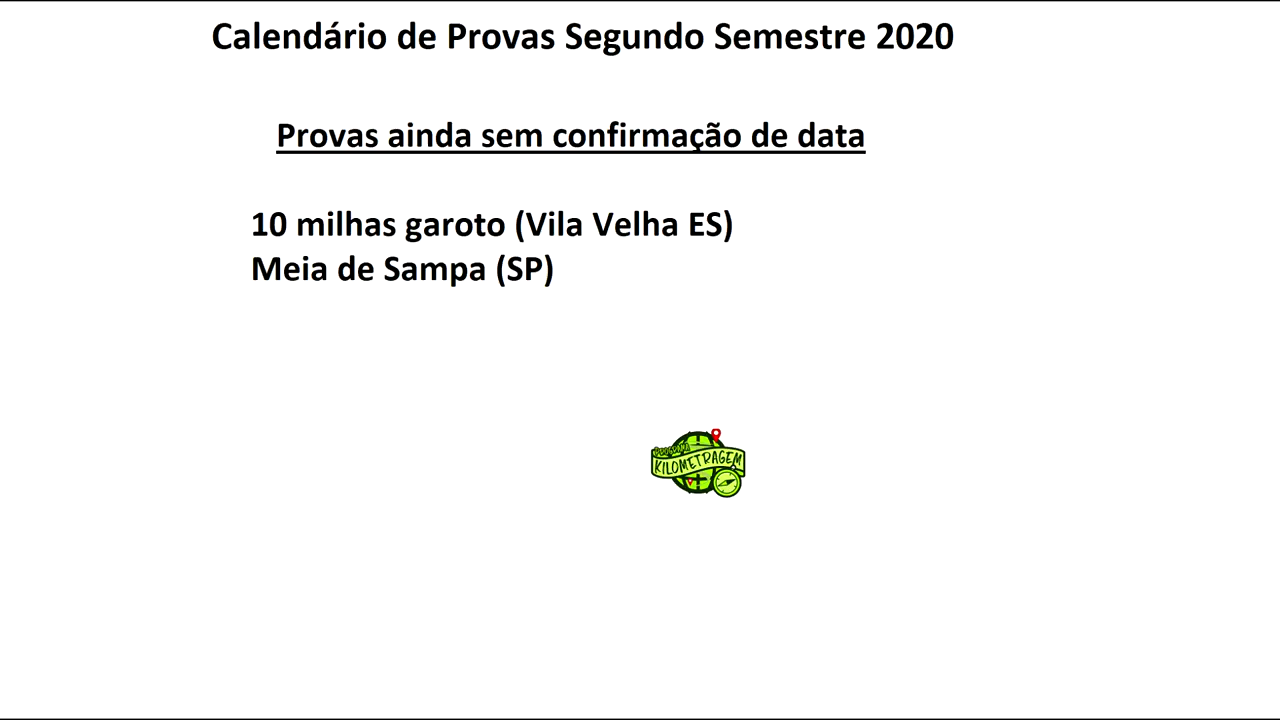 Calendário de Provas Segundo Semestre 2020
Provas ainda sem confirmação de data
10 milhas garoto (Vila Velha ES)
Meia de Sampa (SP)
PROGRAMA
KILOMETRAGEM